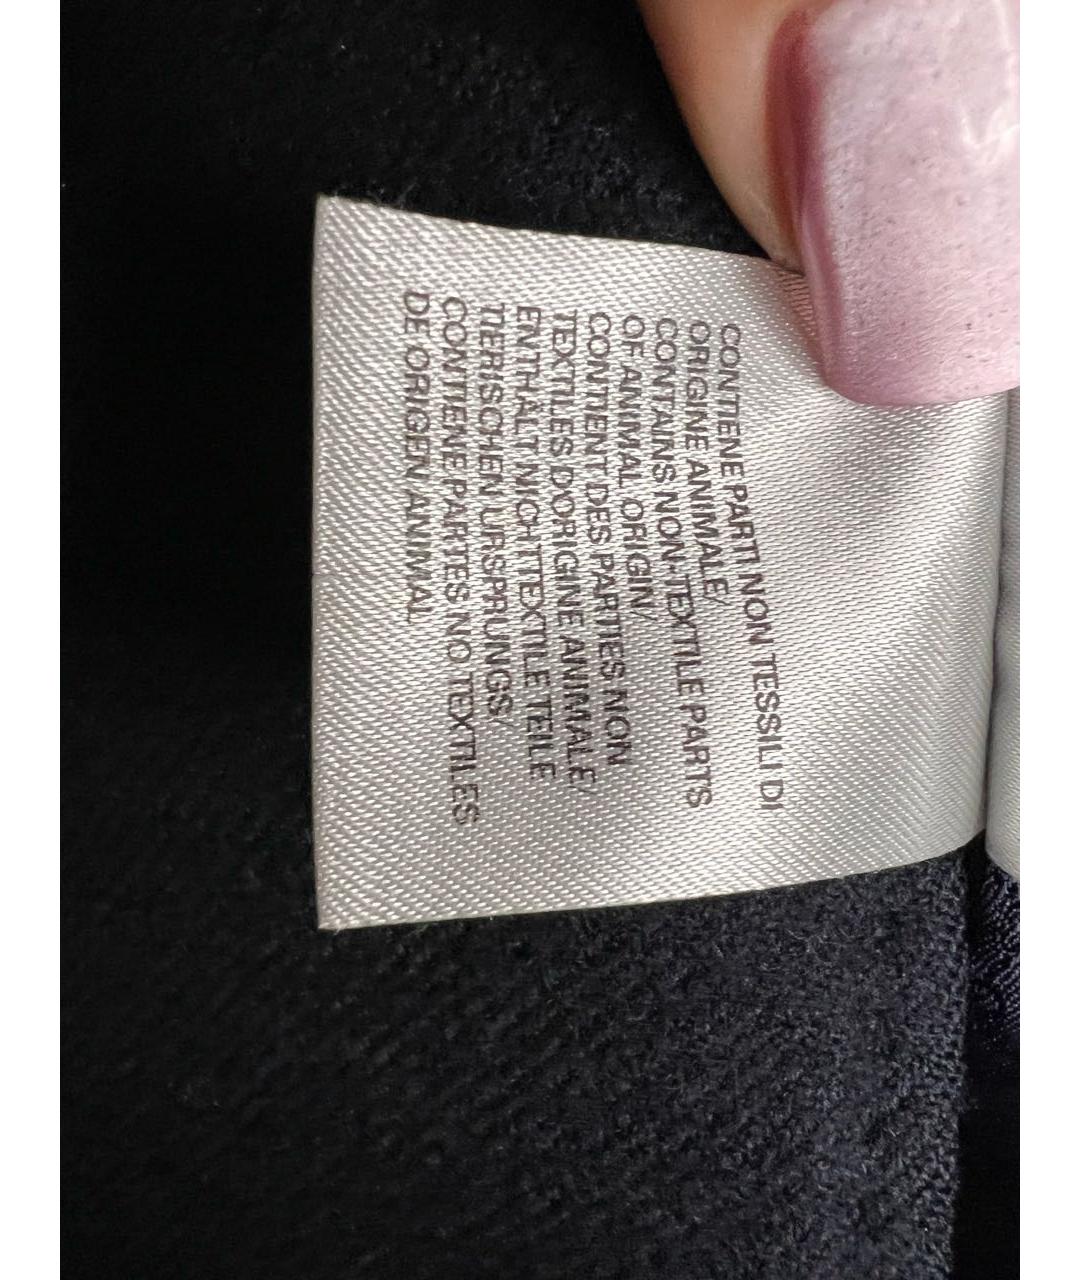 CONTIENE PARTI NON TESSILI DI
ORIGINE ANIMALE/
CONTAINS NON-TEXTILE PARTS
OF ANIMAL ORIGIN/
CONTIENT DES PARTIES NON
TEXTILES D'ORIGINE ANIMALE/
ENTHÄLT NICHTTEXTILE TEILE
TIERISCHEN URSPRUNGS/
CONTIENE PARTES NO TEXTILES
DE ORIGEN ANIMAL